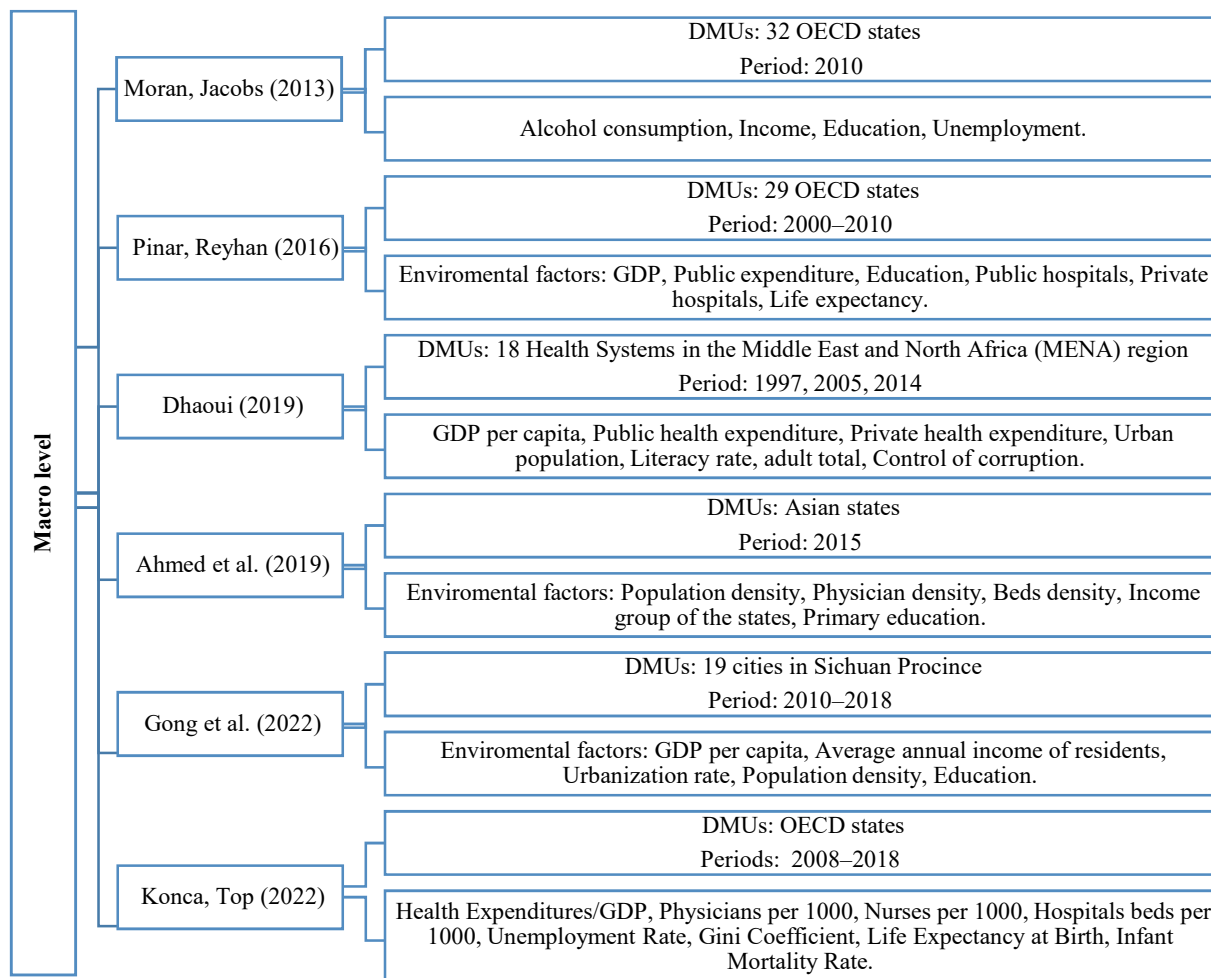 Macro level
Moran, Jacobs (2013)
DMUs: 32 OECD states
Period: 2010
Alcohol consumption, Income, Education, Unemployment.
Pinar, Reyhan (2016)
DMUs: 29 OECD states
Period: 2000–2010
Enviromental factors: GDP, Public expenditure, Education, Public hospitals, Private
hospitals, Life expectancy.
Dhaoui (2019)
DMUs: 18 Health Systems in the Middle East and North Africa (MENA) region
Period: 1997, 2005, 2014
GDP per capita, Public health expenditure, Private health expenditure, Urban
population, Literacy rate, adult total, Control of corruption.
Ahmed et al. (2019)
DMUs: Asian states
Period: 2015
Enviromental factors: Population density, Physician density, Beds density, Income
group of the states, Primary education.
Gong et al. (2022)
DMUs: 19 cities in Sichuan Procince
Period: 2010–2018
Enviromental factors: GDP per capita, Average annual income of residents,
Urbanization rate, Population density, Education.
Konca, Top (2022)
DMUs: OECD states
Periods: 2008–2018
Health Expenditures/GDP, Physicians per 1000, Nurses per 1000, Hospitals beds per
1000, Unemployment Rate, Gini Coefficient, Life Expectancy at Birth, Infant
Mortality Rate.